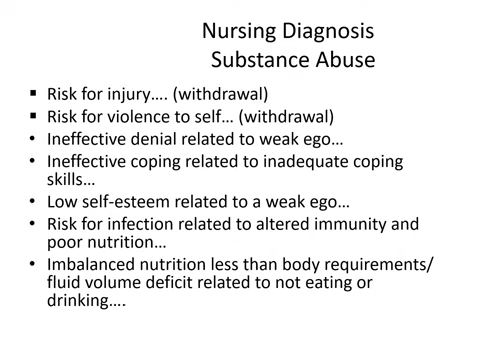 Nursing Diagnosis
Substance Abuse
▪ Risk for injury…. (withdrawal)
▪ Risk for violence to self… (withdrawal)
• Ineffective denial related to weak ego…
• Ineffective coping related to inadequate coping
skills…
• Low self-esteem related to a weak ego…
• Risk for infection related to altered immunity and
poor nutrition…
• Imbalanced nutrition less than body requirements/
fluid volume deficit related to not eating or
drinking….